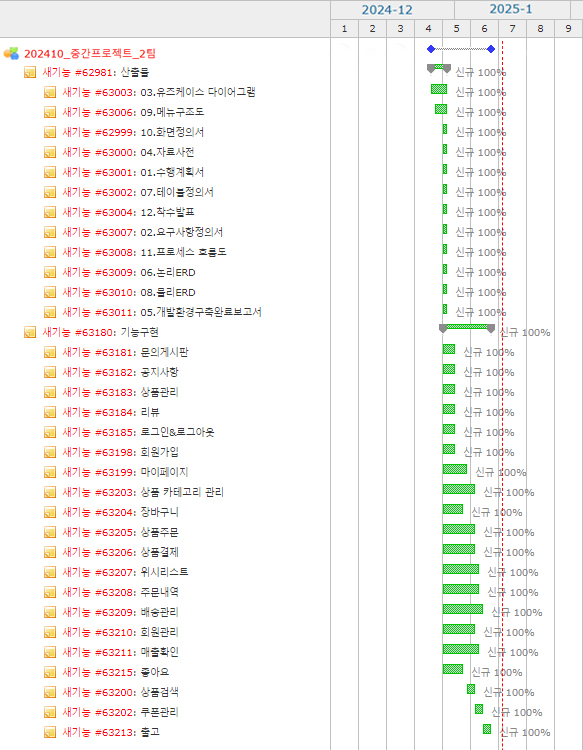 2024-12 2025-1
1 2 3 4 5 6 7 8 9
202410_중간프로젝트_2팀
새기능 #62981: 산출물 신규 100%
새기능 #63003: 03.유즈케이스 다이어그램 신규 100%
새기능 #63006: 09.메뉴구조도 신규 100%
새기능 #62999: 10.화면정의서 신규 100%
새기능 #63000: 04.자료사전 신규 100%
새기능 #63001: 01.수행계획서 신규 100%
새기능 #63002: 07.테이블정의서 신규 100%
새기능 #63004: 12.착수발표 신규 100%
새기능 #63007: 02.요구사항정의서 신규 100%
새기능 #63008: 11.프로세스 흐름도 신규 100%
새기능 #63009: 06.논리ERD 신규 100%
새기능 #63010: 08.물리ERD 신규 100%
새기능 #63011: 05.개발환경구축완료보고서 신규 100%
새기능 #63180: 기능구현 신규 100%
새기능 #63181: 문의게시판 신규 100%
새기능 #63182: 공지사항 신규 100%
새기능 #63183: 상품관리 신규 100%
새기능 #63184: 리뷰 신규 100%
새기능 #63185: 로그인&로그아웃 신규 100%
새기능 #63198: 회원가입 신규 100%
새기능 #63199: 마이페이지 신규 100%
새기능 #63203: 상품 카테고리 관리 신규 100%
새기능 #63204: 장바구니 신규 100%
새기능 #63205: 상품주문 신규 100%
새기능 #63206: 상품결제 신규 100%
새기능 #63207: 위시리스트 신규 100%
새기능 #63208: 주문내역 신규 100%
새기능 #63209: 배송관리 신규 100%
새기능 #63210: 회원관리 신규 100%
새기능 #63211: 매출확인 신규 100%
새기능 #63215: 좋아요 신규 100%
새기능 #63200: 상품검색 신규 100%
새기능 #63202: 쿠폰관리 신규 100%
새기능 #63213: 출고 신규 100%